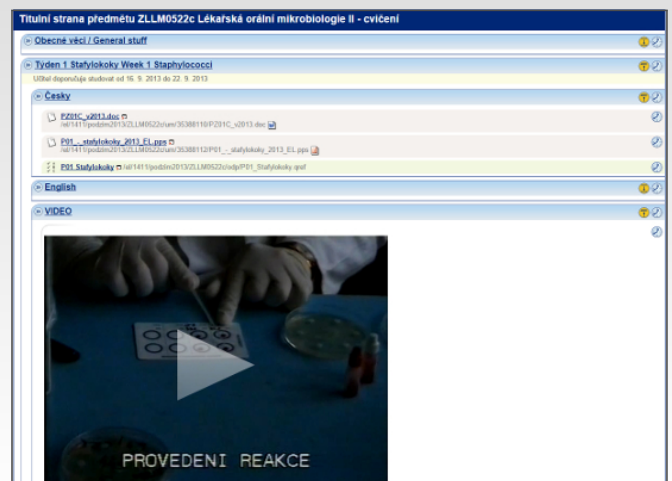 Titulní strana předmětu ZLLM0522c Lékařská orální mikrobiologie II - cvičení
Obecné věci / General stuff
Týden 1 Stafylokoky Week 1 Staphylococci
Učitel doporučuje studovat od 16. 9. 2013 do 22. 9. 2013
Česky
PZ01C_v2013.doc
/el/1411/podzim2013/ZLLM0522c/um/35388110/PZ01C_v2013.doc
P01_-_stafylokoky_2013_EL.pps
/el/1411/podzim2013/ZLLM0522c/um/35388112/P01_-_stafylokoky_2013_EL.pps
P01 Stafylokoky /el/1411/podzim2013/ZLLM0522c/odp/P01_Stafylokoky.qref
English
VIDEO
PROVEDENI REAKCE